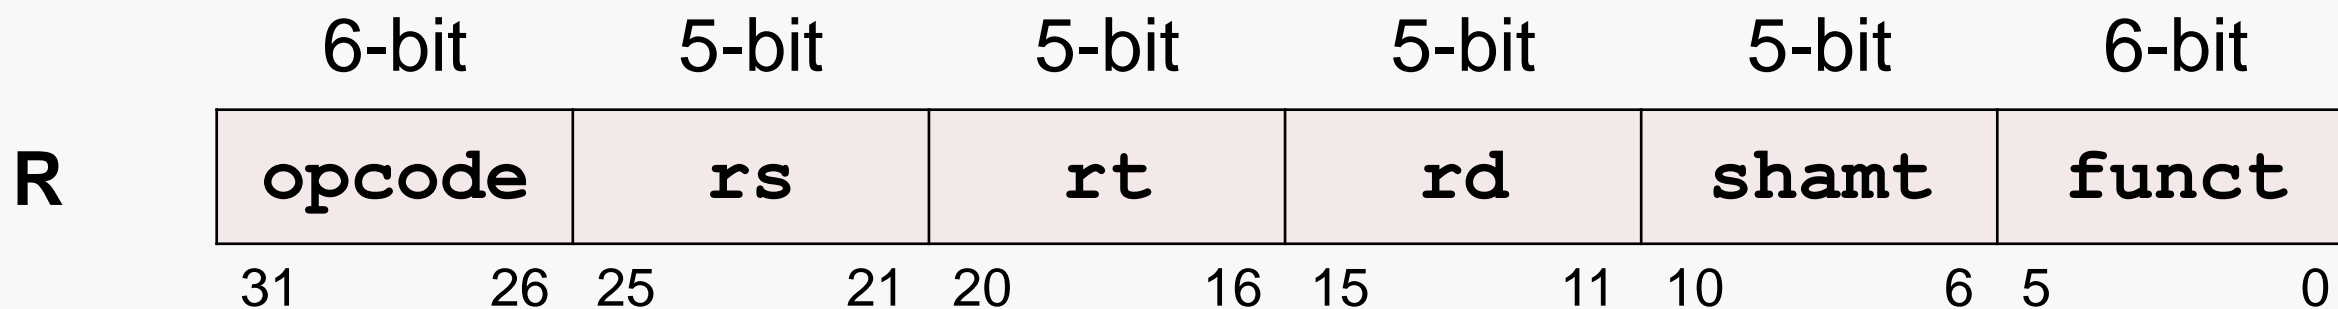 6-bit 5-bit 5-bit 5-bit 5-bit 6-bit
R opcode rs rt rd shamt funct
31 26 25 21 20 16 15 11 10 6 5 0